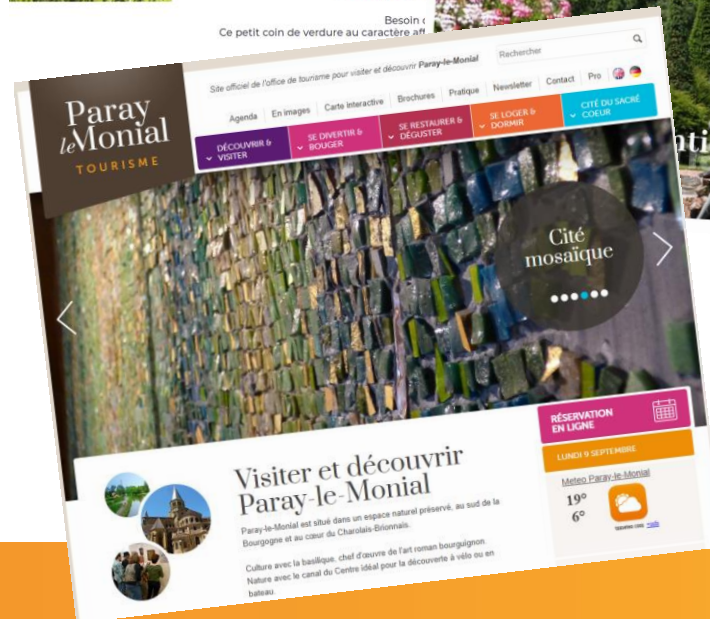 Besoin
Ce petit coin de verdure au caractère
Paray
le Monial
TOURISME
Site officiel de l'office de tourisme pour visiter et découvrir Paray-le-Monial
Rechercher
Agenda En images Carte interactive Brochures Pratique Newsletter Contact Pro
DÉCOUVRIR &
VISITER
SE DIVERTIR &
BOUGER
SE RESTAURER &
DÉGUSTER
SE LOGER &
DORMIR
CITÉ DU SACRÉ
COEUR
Cité
mosaïque
RÉSERVATION
EN LIGNE
LUNDI 9 SEPTEMBRE
Meteo Paray-le-Monial
19°
6°
Visiter et découvrir
Paray-le-Monial
Paray-le-Monial est situé dans un espace naturel préservé, au sud de la
Bourgogne et au cœur du Charolais-Brionnais.
Culture avec la basilique, chef d'œuvre de l'art roman bourguignon.
Nature avec le canal du Centre idéal pour la découverte à vélo ou en
bateau.